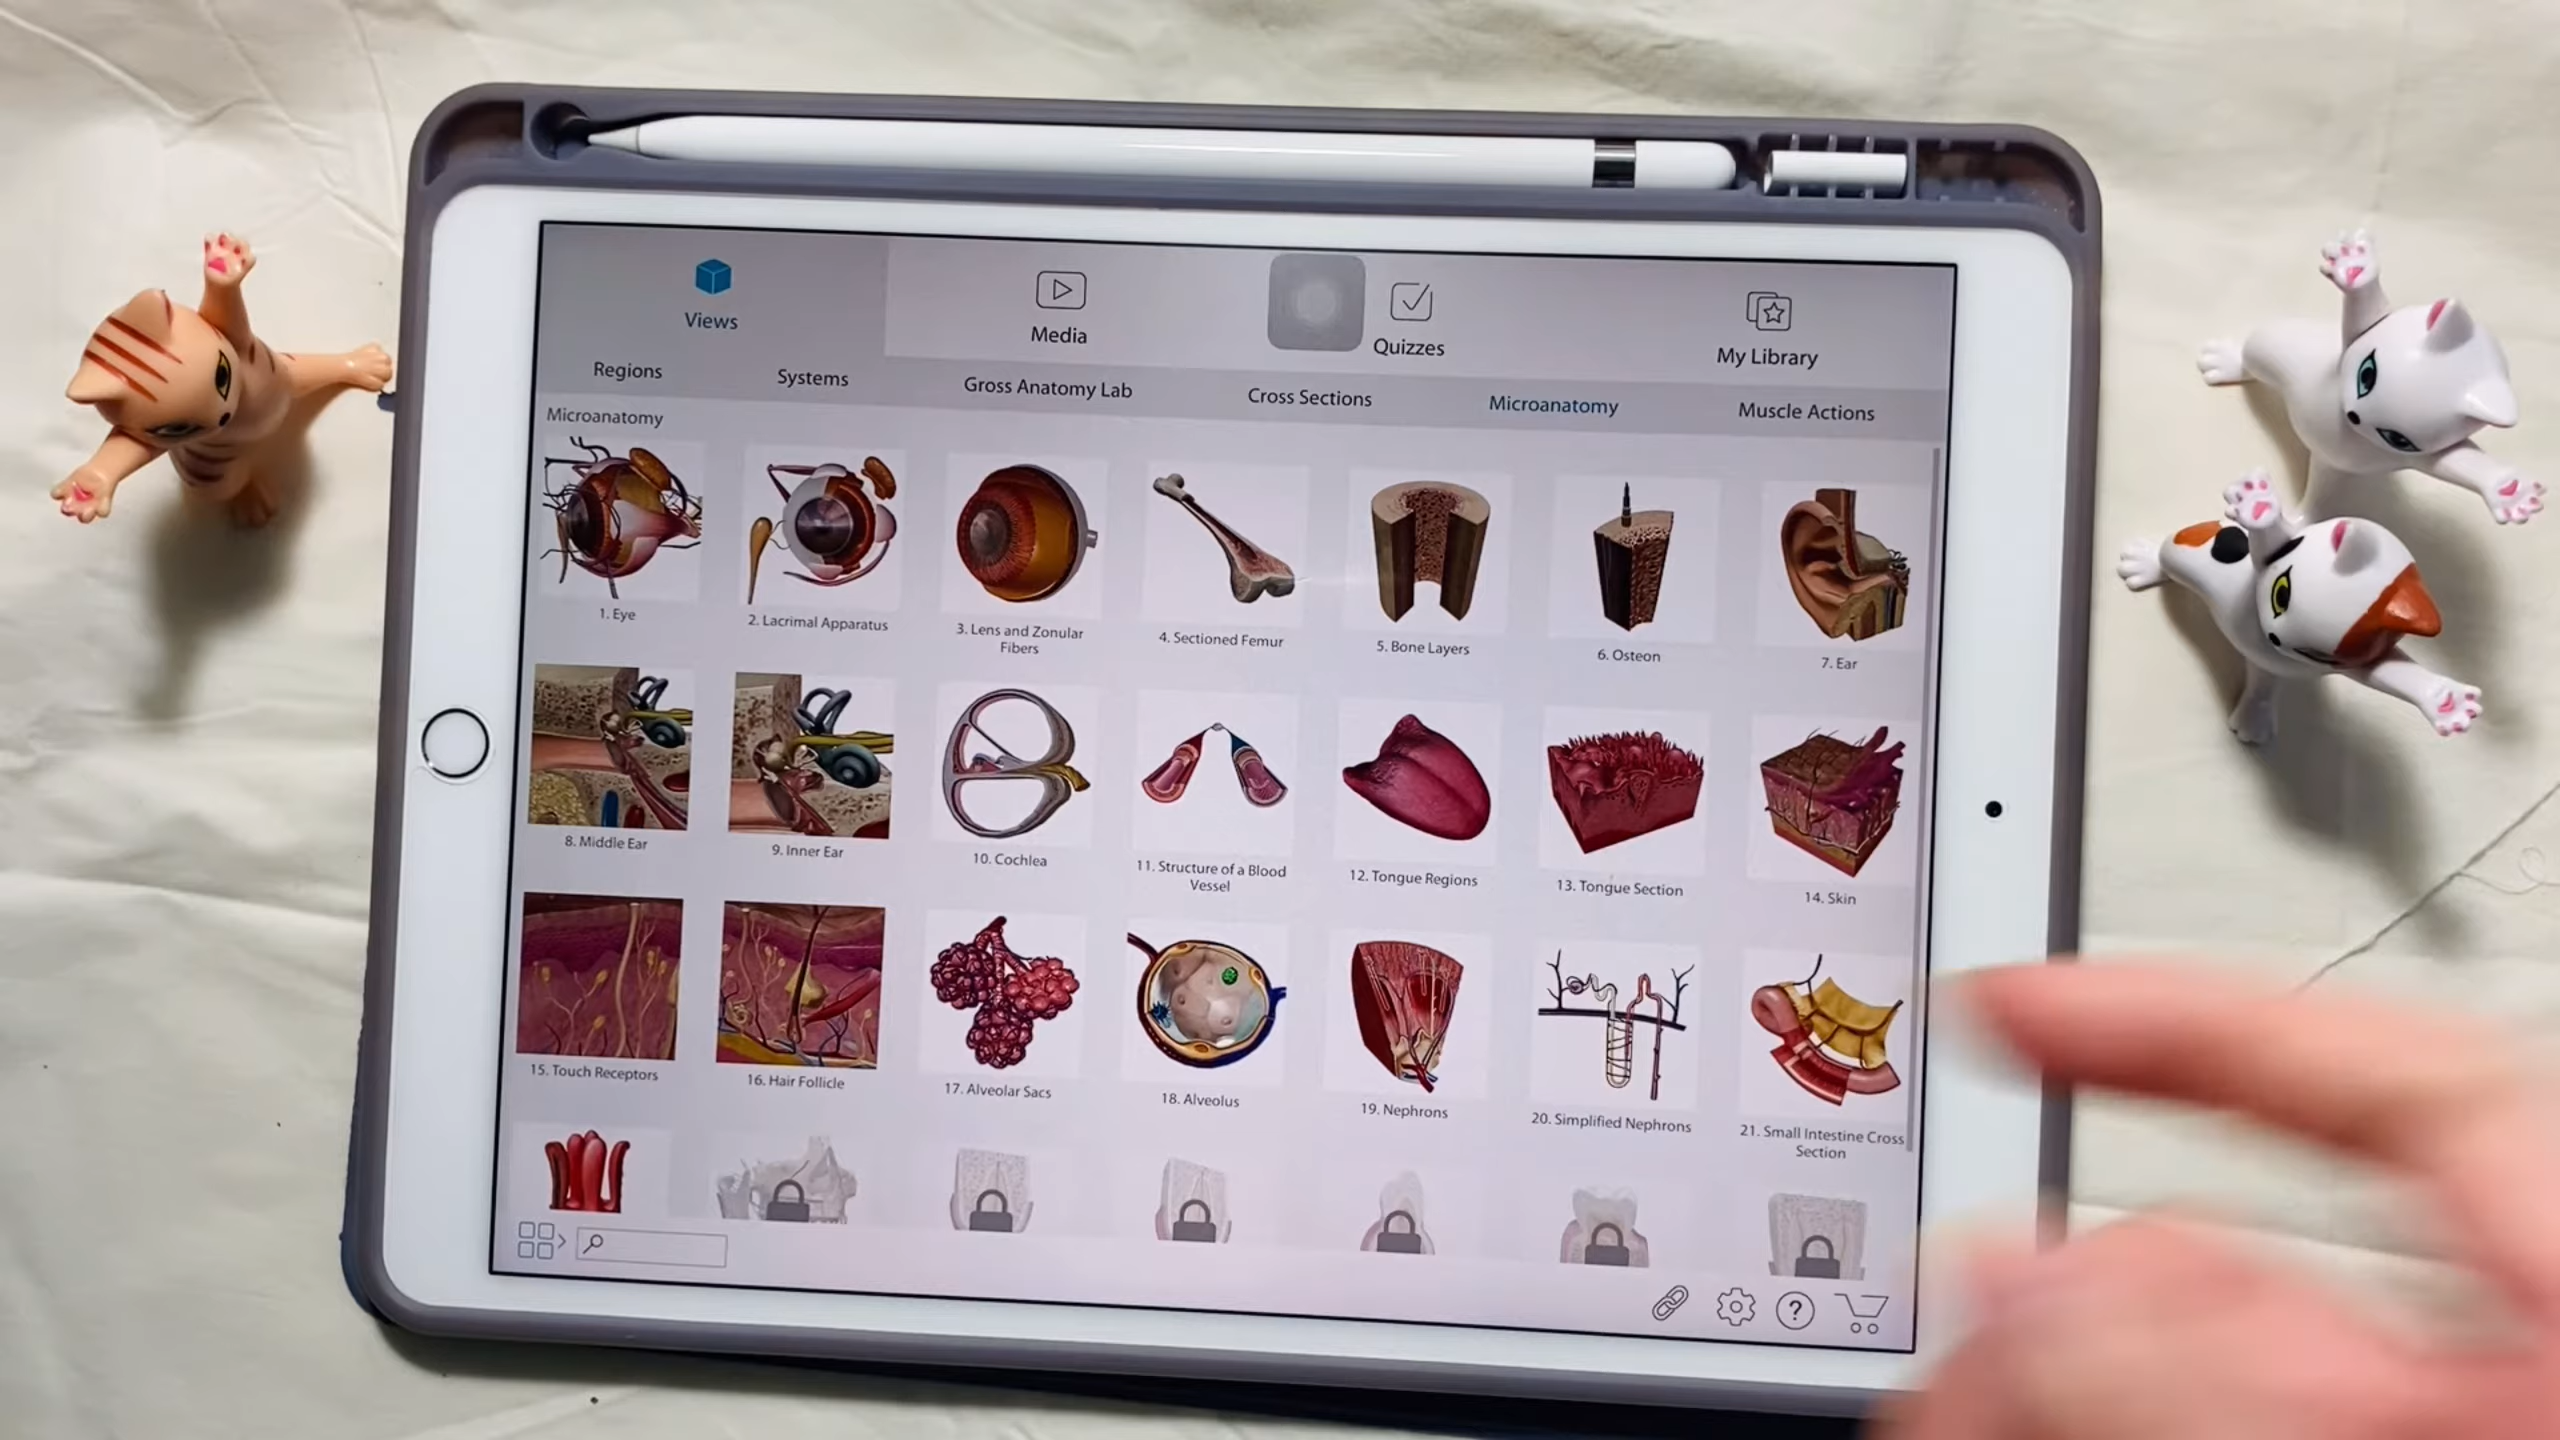 Views
Media
Quizzes
My Library
Regions
Systems
Gross Anatomy Lab
Cross Sections
Microanatomy
Muscle Actions
Microanatomy
1. Eye
2. Lacrimal Apparatus
3. Lens and Zonular
Fibers
4. Sectioned Femur
5. Bone Layers
6. Osteon
7. Ear
8. Middle Ear
9. Inner Ear
10. Cochlea
11. Structure of a Blood
Vessel
12. Tongue Regions
13. Tongue Section
14. Skin
15. Touch Receptors
16. Hair Follicle
17. Alveolar Sacs
18. Alveolus
19. Nephrons
20. Simplified Nephrons
21. Small Intestine Cross
Section
?